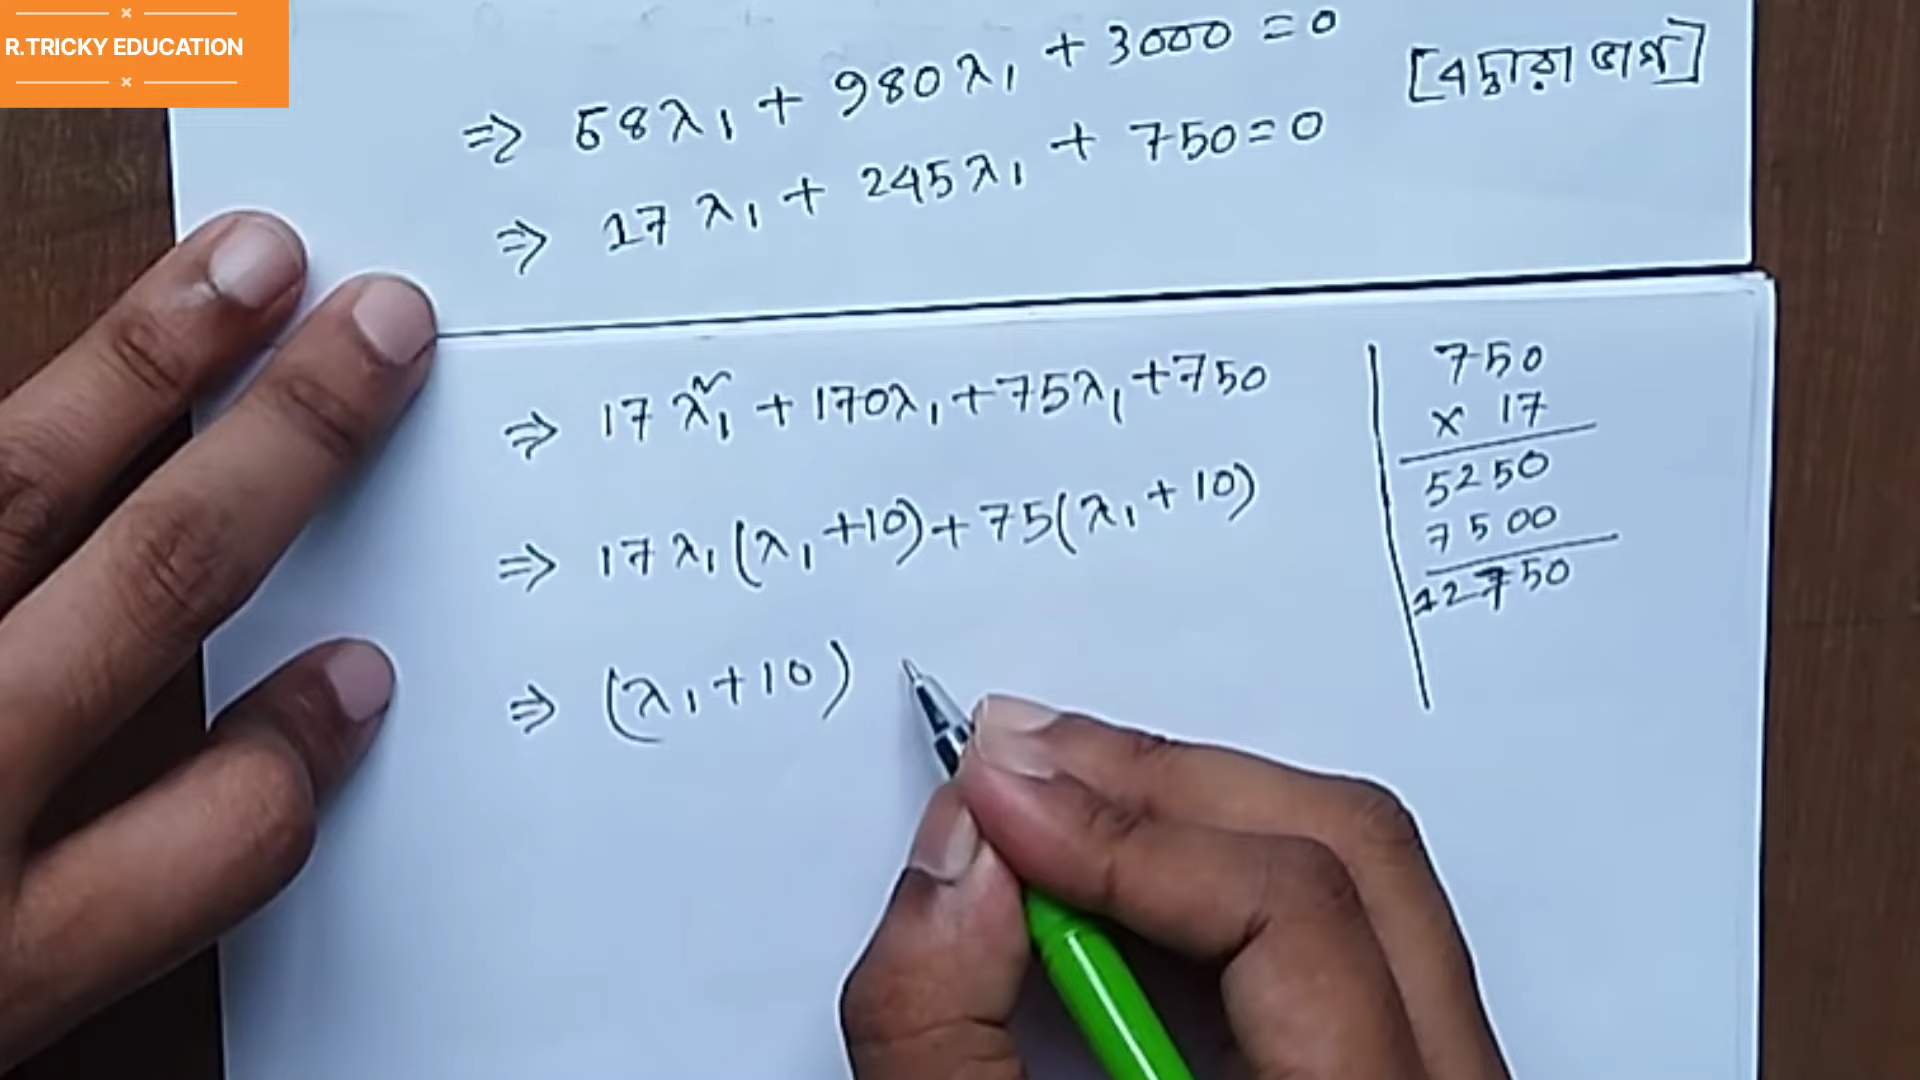 R.TRICKY EDUCATION
⇒ 58λ₁ + 980λ₁ + 3000 = 0
⇒ 17λ₁ + 245λ₁ + 750 = 0 [4 দ্বারা ভাগ]
⇒ 17λ₁² + 170λ₁ + 75λ₁ + 750
⇒ 17λ₁(λ₁ + 10) + 75(λ₁ + 10)
⇒ (λ₁ + 10)
750
× 17
5250
7500
12750